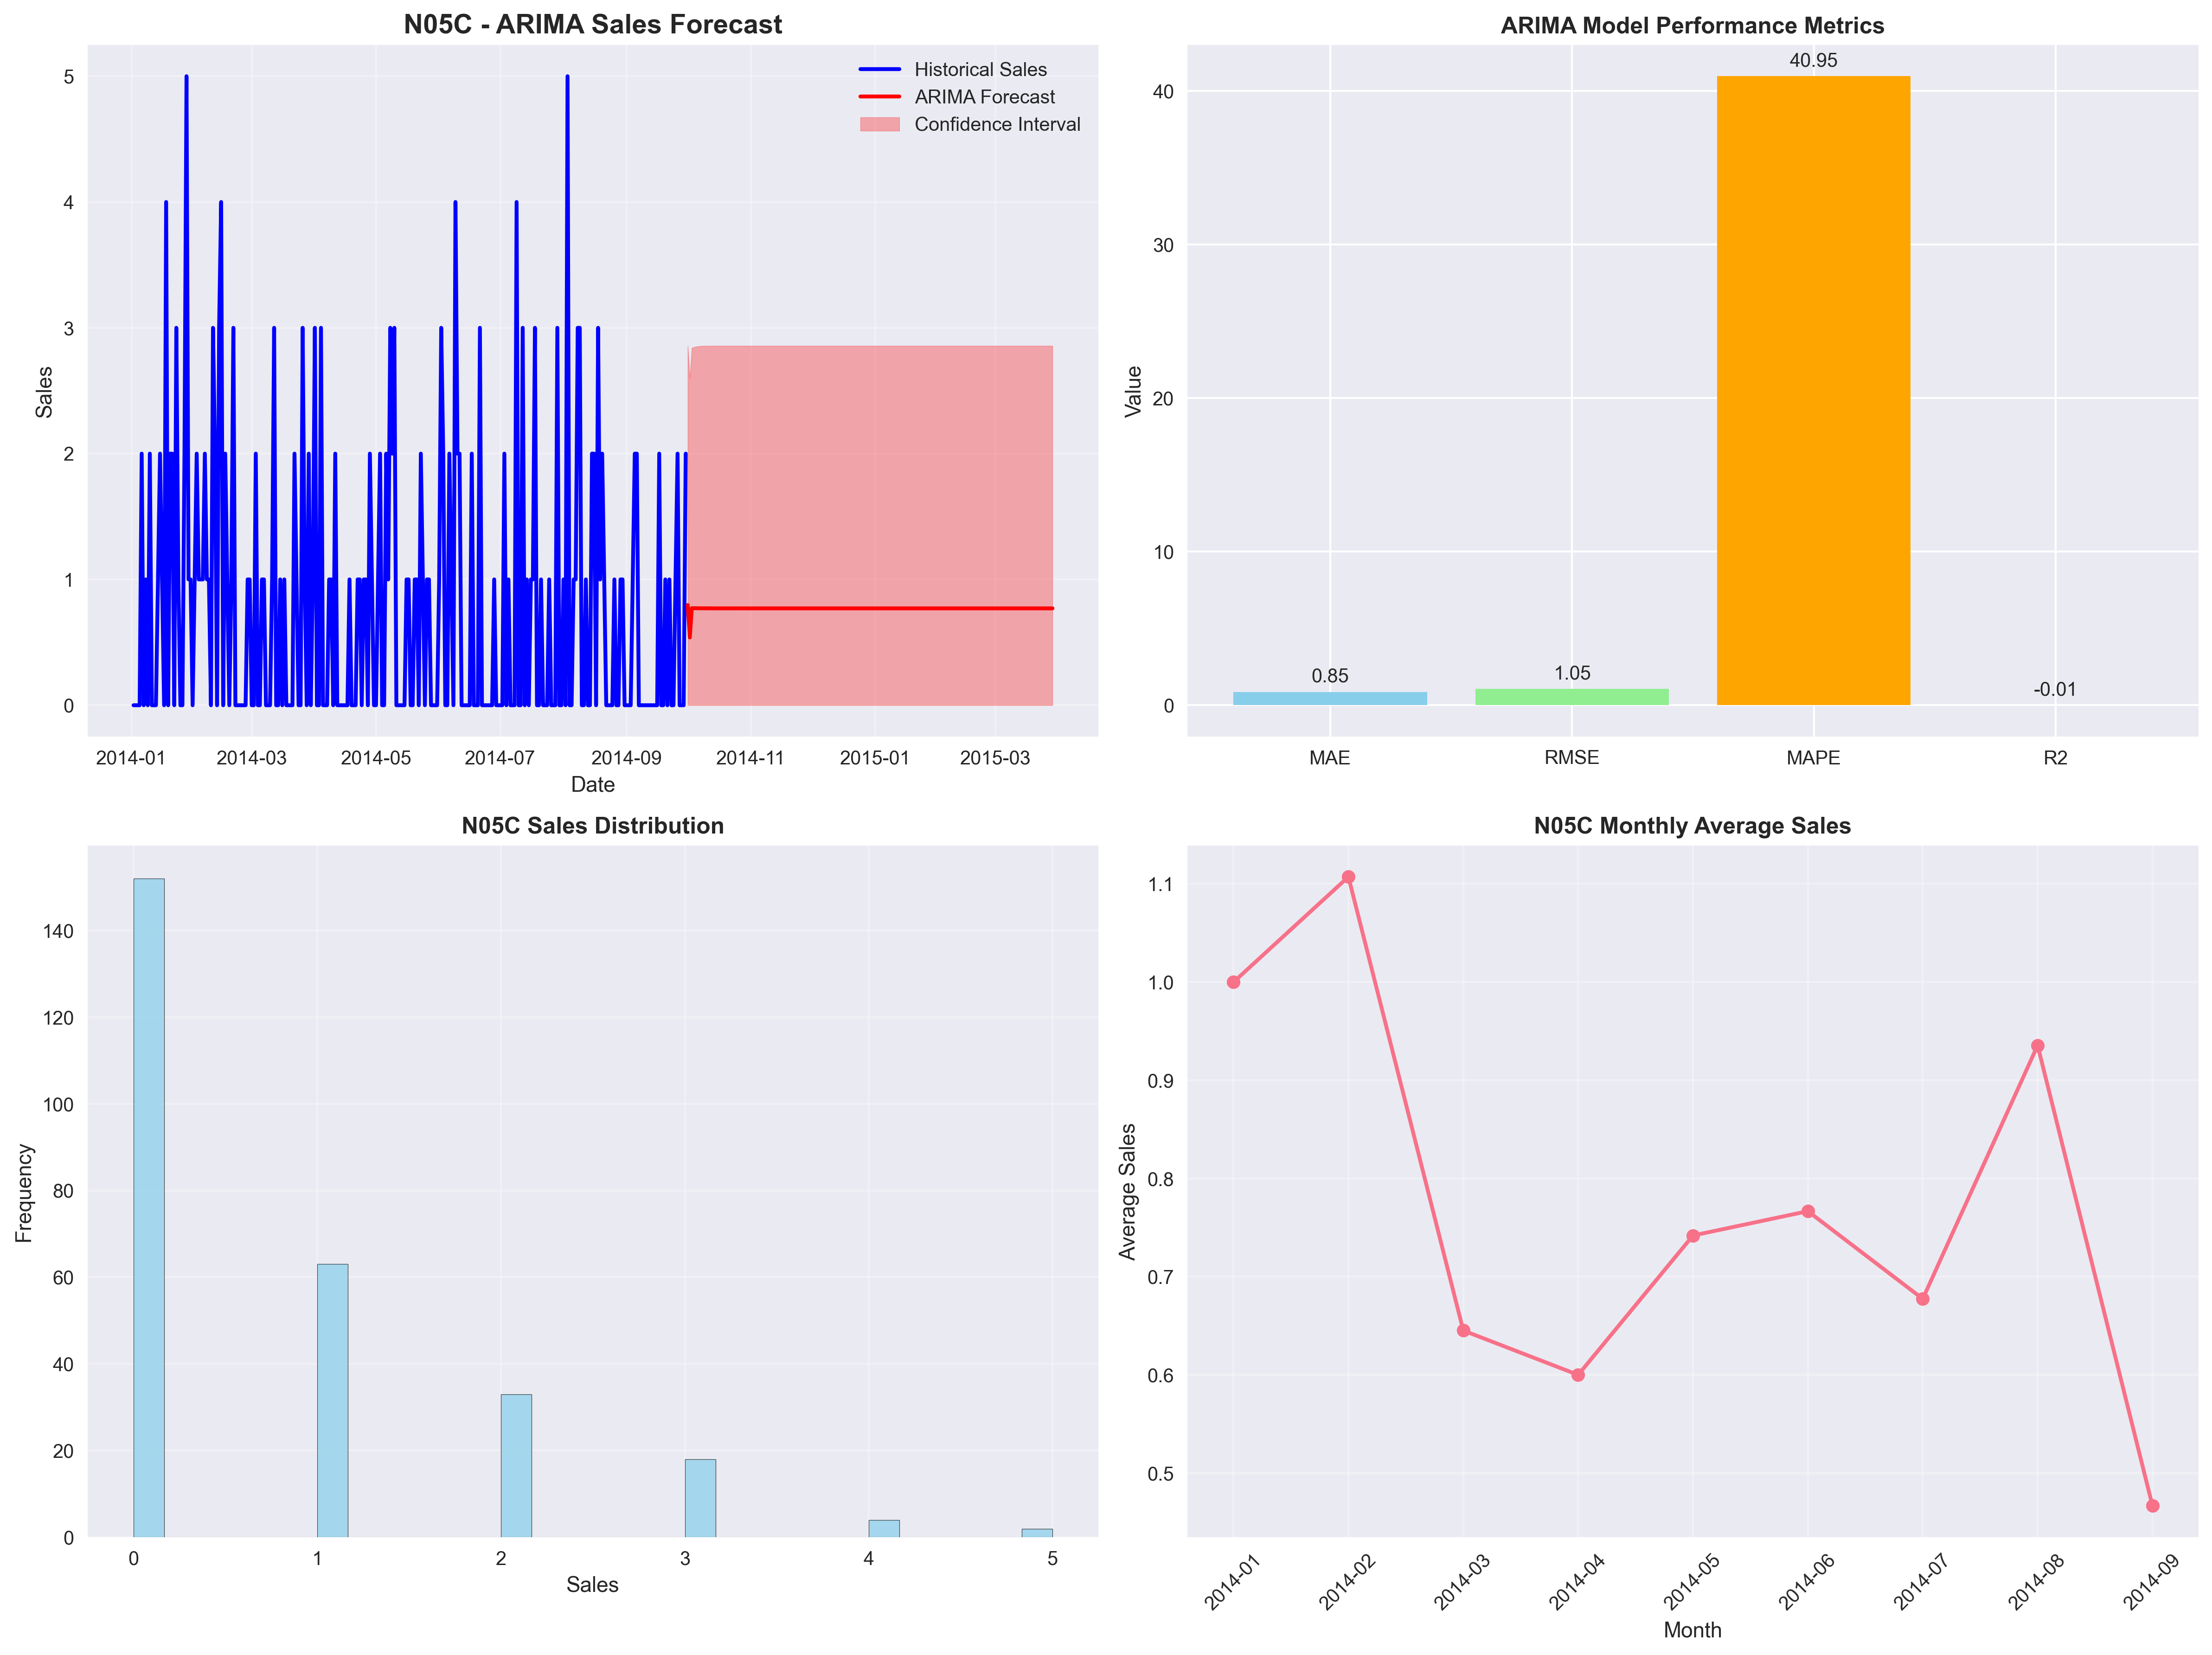 N05C - ARIMA Sales Forecast
Historical Sales
ARIMA Forecast
Confidence Interval
Sales
5
4
3
2
1
0
2014-01 2014-03 2014-05 2014-07 2014-09 2014-11 2015-01 2015-03
Date
ARIMA Model Performance Metrics
Value
40
30
20
10
0
0.85
1.05
40.95
-0.01
MAE RMSE MAPE R2
N05C Sales Distribution
Frequency
140
120
100
80
60
40
20
0
0 1 2 3 4 5
Sales
N05C Monthly Average Sales
Average Sales
1.1
1.0
0.9
0.8
0.7
0.6
0.5
2014-01 2014-02 2014-03 2014-04 2014-05 2014-06 2014-07 2014-08 2014-09
Month